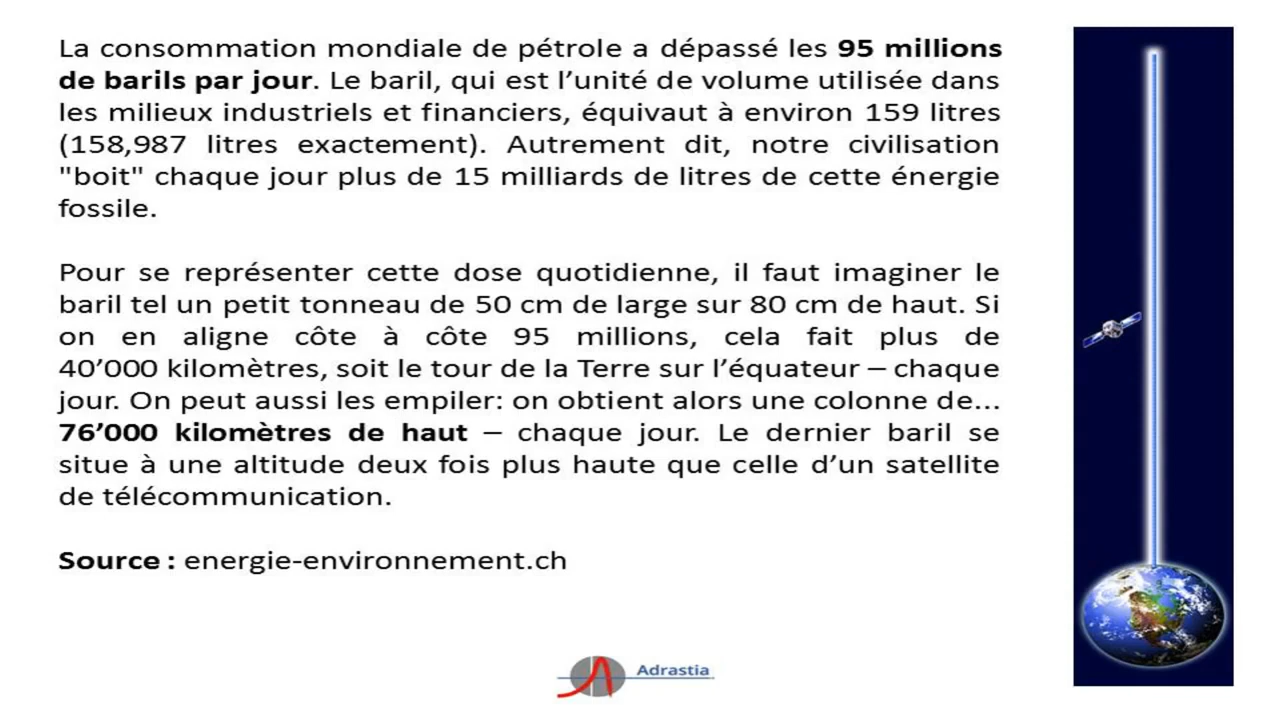 La consommation mondiale de pétrole a dépassé les 95 millions
de barils par jour. Le baril, qui est l’unité de volume utilisée dans
les milieux industriels et financiers, équivaut à environ 159 litres
(158,987 litres exactement). Autrement dit, notre civilisation
"boit" chaque jour plus de 15 milliards de litres de cette énergie
fossile.
Pour se représenter cette dose quotidienne, il faut imaginer le
baril tel un petit tonneau de 50 cm de large sur 80 cm de haut. Si
on en aligne côte à côte 95 millions, cela fait plus de
40’000 kilomètres, soit le tour de la Terre sur l’équateur – chaque
jour. On peut aussi les empiler: on obtient alors une colonne de...
76’000 kilomètres de haut – chaque jour. Le dernier baril se
situe à une altitude deux fois plus haute que celle d’un satellite
de télécommunication.
Source : energie-environnement.ch
Adrastia